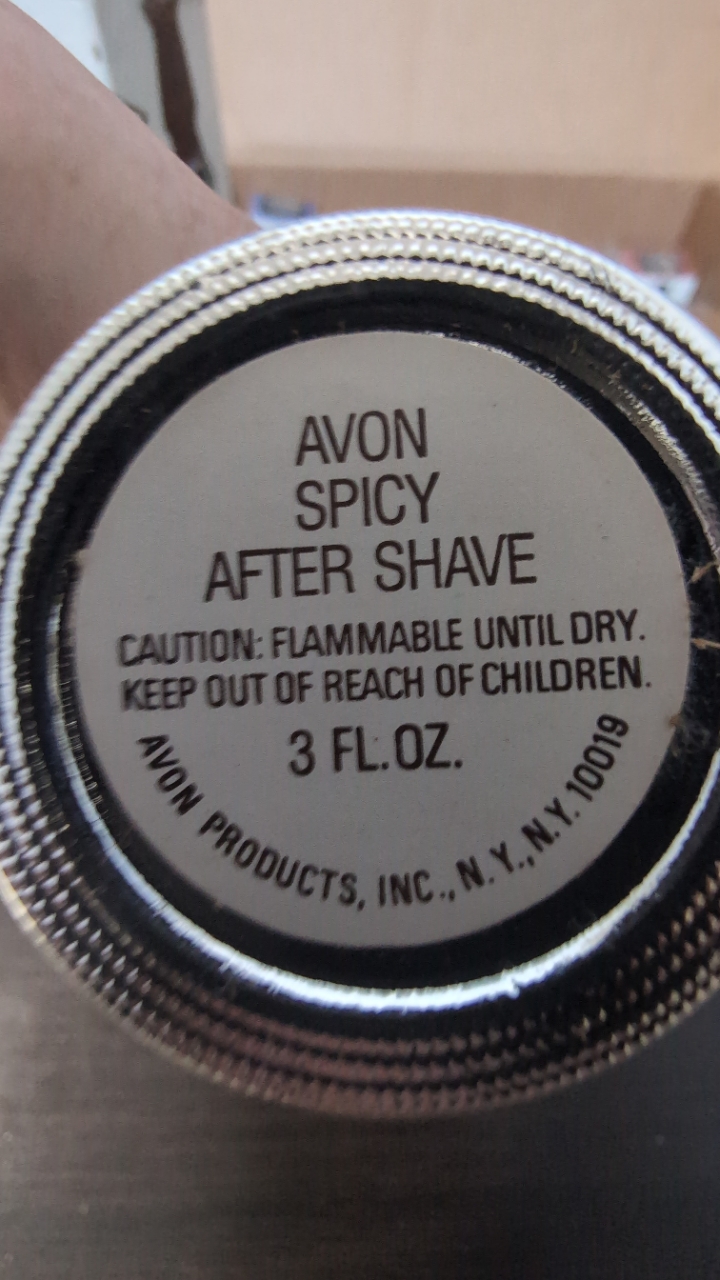 AVON
SPICY
AFTER SHAVE
CAUTION: FLAMMABLE UNTIL DRY.
KEEP OUT OF REACH OF CHILDREN.
3 FL.OZ.
AVON PRODUCTS, INC., N.Y., N.Y. 10019